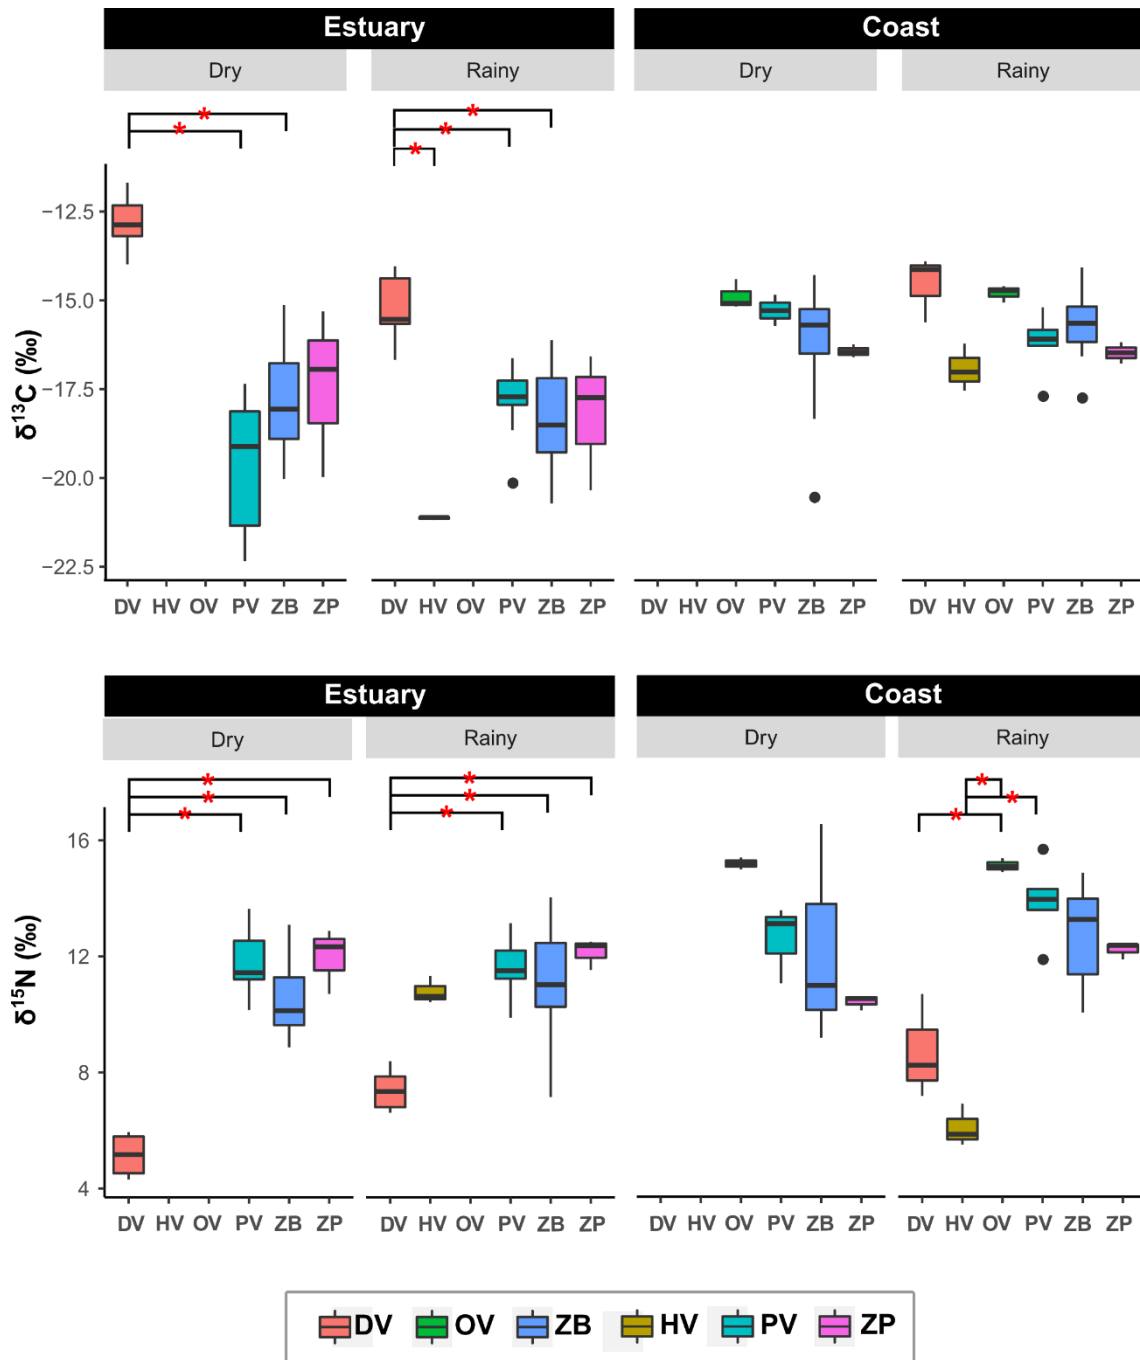 Estuary Coast
Dry Rainy Dry Rainy
* * * * *
δ13C (‰)
−12.5
−15.0
−17.5
−20.0
−22.5
DV HV OV PV ZB ZP DV HV OV PV ZB ZP DV HV OV PV ZB ZP DV HV OV PV ZB ZP
Estuary Coast
Dry Rainy Dry Rainy
* * * * * * * * *
δ15N (‰)
16
12
8
4
DV HV OV PV ZB ZP DV HV OV PV ZB ZP DV HV OV PV ZB ZP DV HV OV PV ZB ZP
DV OV ZB HV PV ZP